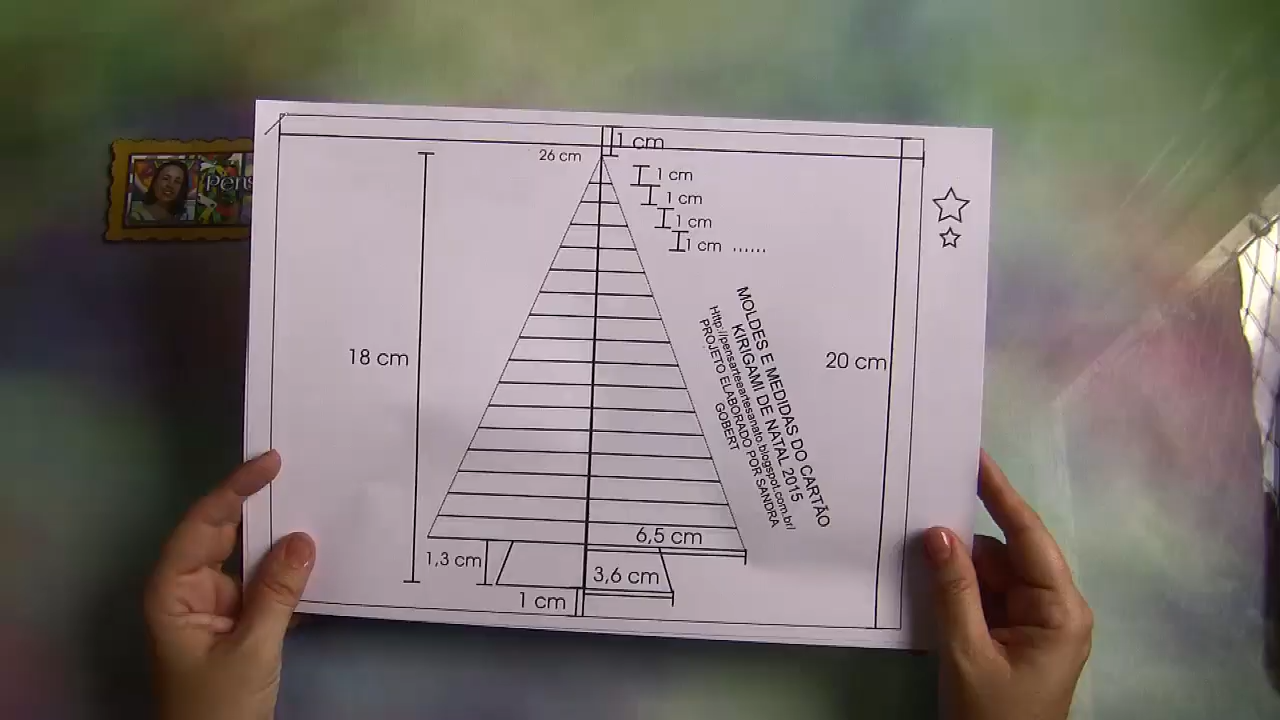 1 cm
26 cm
1 cm
1 cm
1 cm
1 cm ......
18 cm
20 cm
MOLDES E MEDIDAS DO CARTÃO
KIRIGAMI DE NATAL 2015
Http://pensarteeartesanato.blogspot.com.br/
PROJETO ELABORADO POR SANDRA
GOBERT
6,5 cm
1,3 cm
3,6 cm
1 cm
Pens